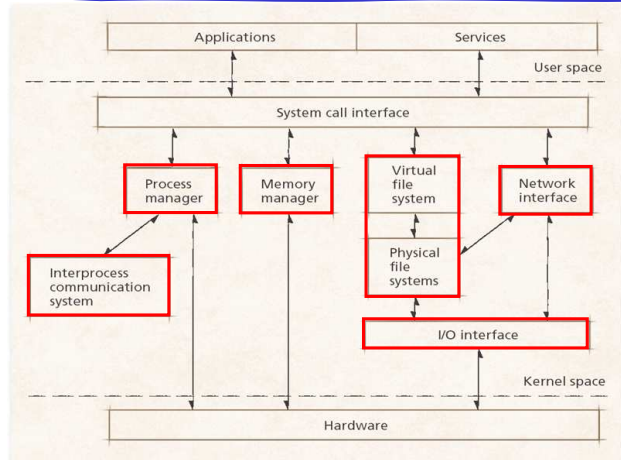 Applications
Services
User space
System call interface
Process
manager
Memory
manager
Virtual
file
system
Network
interface
Physical
file
systems
Interprocess
communication
system
I/O interface
Kernel space
Hardware